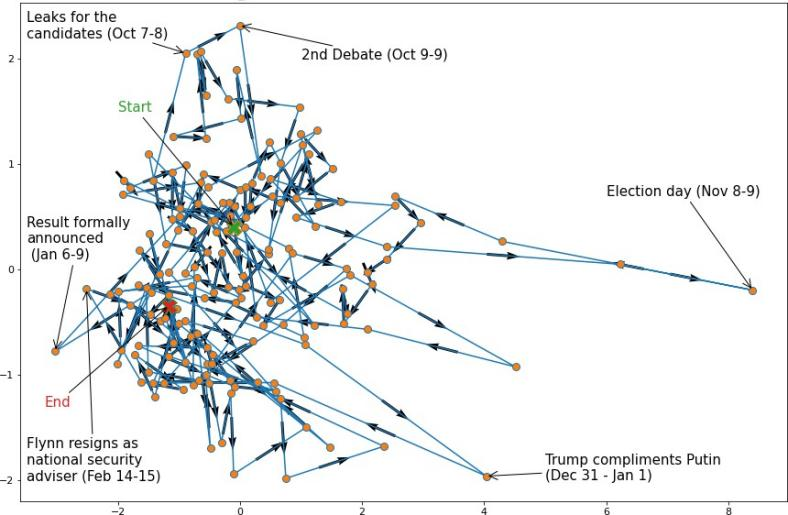 Leaks for the
candidates (Oct 7-8)
2nd Debate (Oct 9-9)
Start
Election day (Nov 8-9)
Result formally
announced
(Jan 6-9)
End
Flynn resigns as
national security
adviser (Feb 14-15)
Trump compliments Putin
(Dec 31 - Jan 1)
2
1
0
−1
−2
−2 0 2 4 6 8